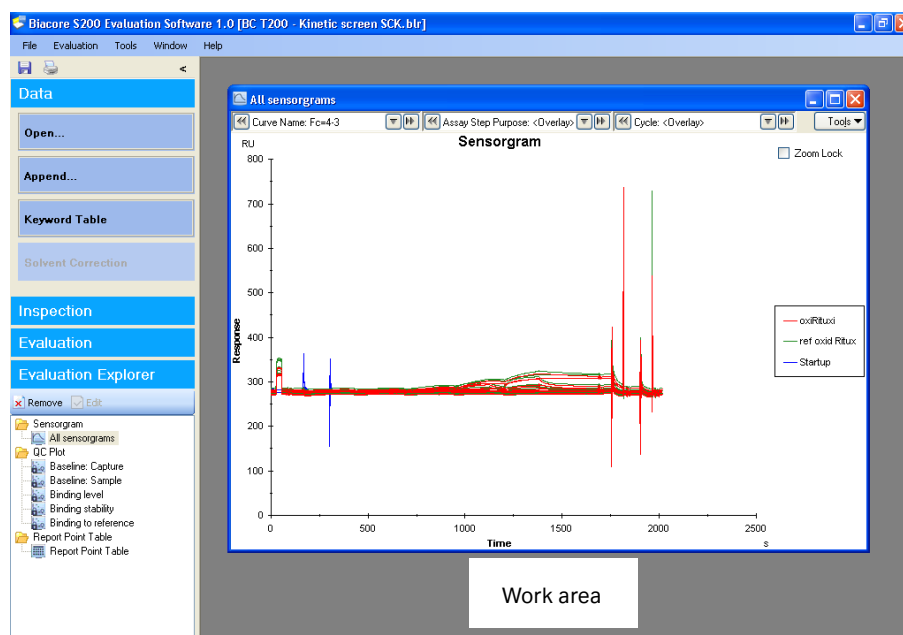 Biacore S200 Evaluation Software 1.0 [BC T200 - Kinetic screen SCK.blr]
File Evaluation Tools Window Help
<
Data
Open...
Append...
Keyword Table
Solvent Correction
Inspection
Evaluation
Evaluation Explorer
Remove Edit
Sensorgram
All sensorgrams
QC Plot
Baseline: Capture
Baseline: Sample
Binding level
Binding stability
Binding to reference
Report Point Table
Report Point Table
All sensorgrams
Curve Name: Fc=4-3 Assay Step Purpose: <Overlay> Cycle: <Overlay> Tools
Sensorgram
Zoom Lock
RU
800
700
600
500
400
300
200
100
0
Response
0 500 1000 1500 2000 2500
Time s
oxiRituxi
ref oxid Ritux
Startup
Work area